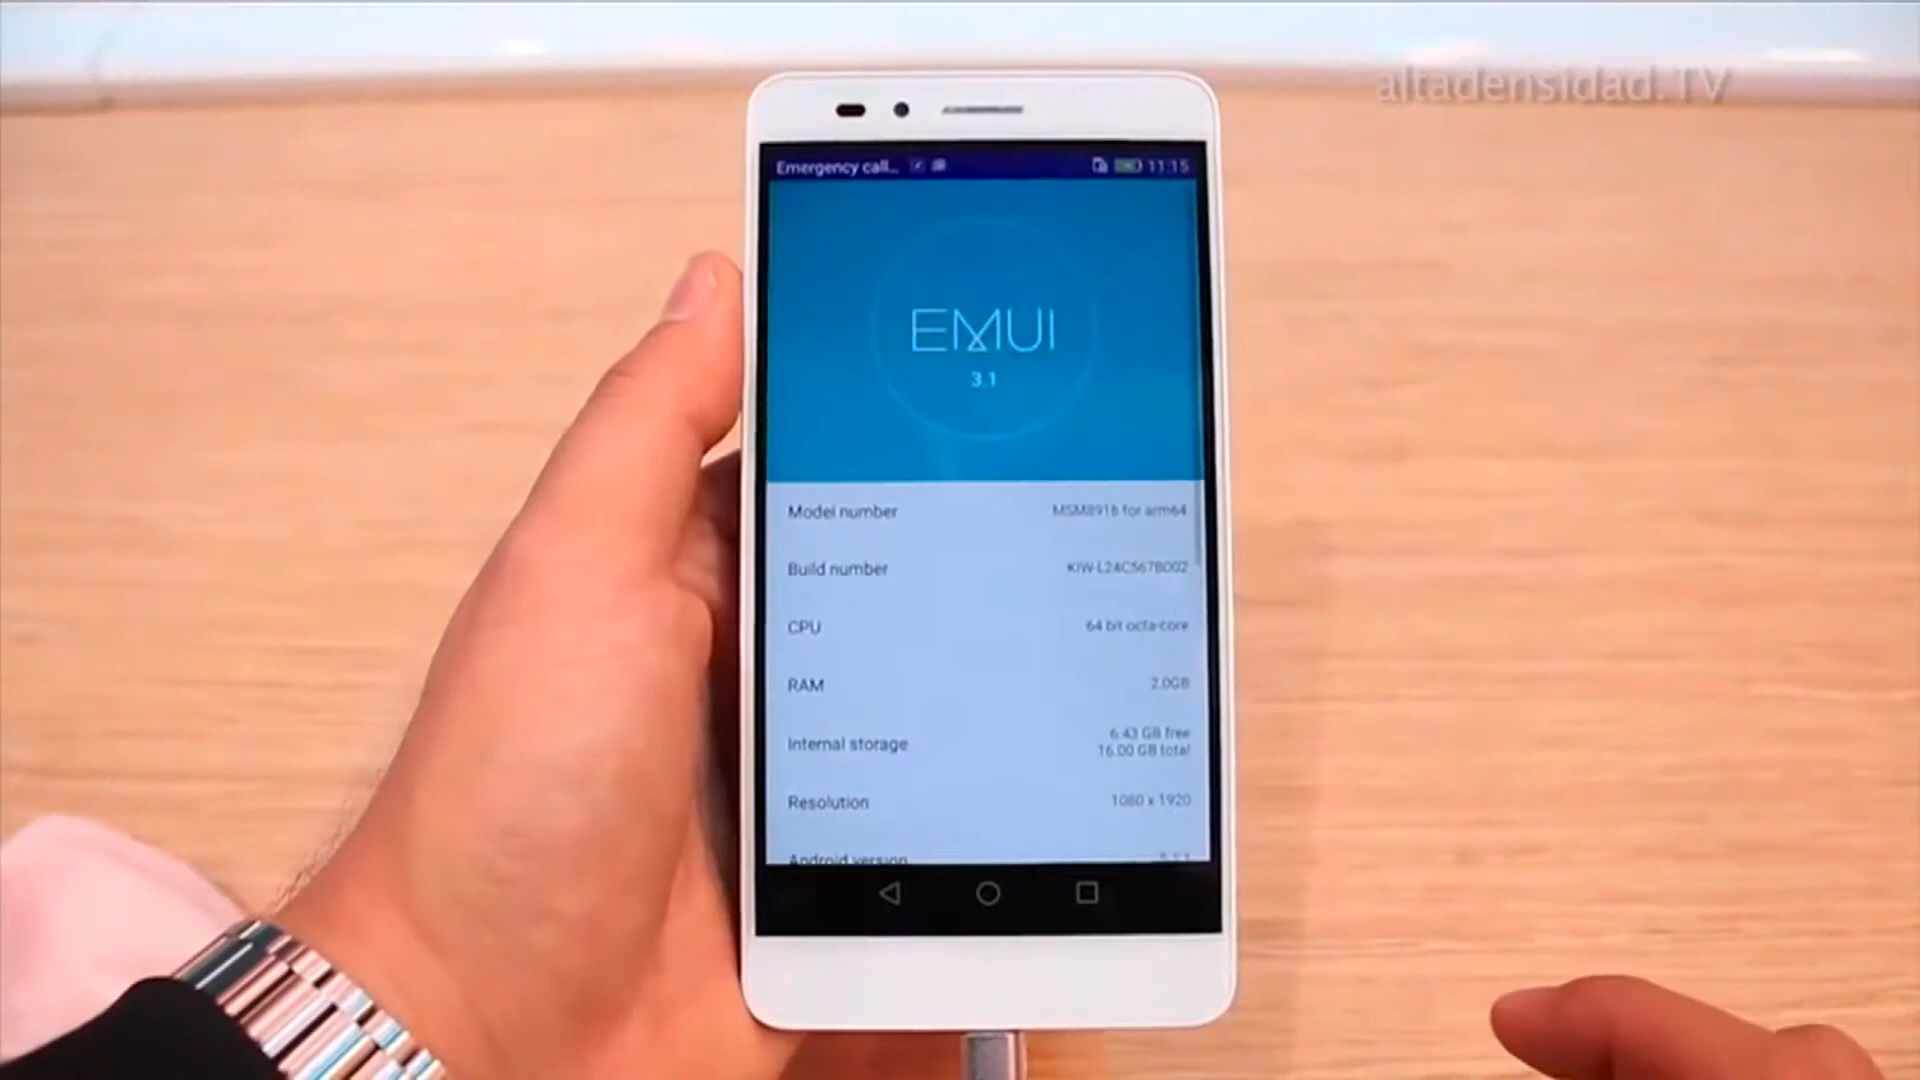 altadensidad.TV
Emergency call... 11:15
EMUI
3.1
Model number MSM8916 for arm64
Build number KIW-L24C567B002
CPU 64 bit octa-core
RAM 2.0GB
Internal storage 6.43 GB free
16.00 GB total
Resolution 1080 x 1920
Android version